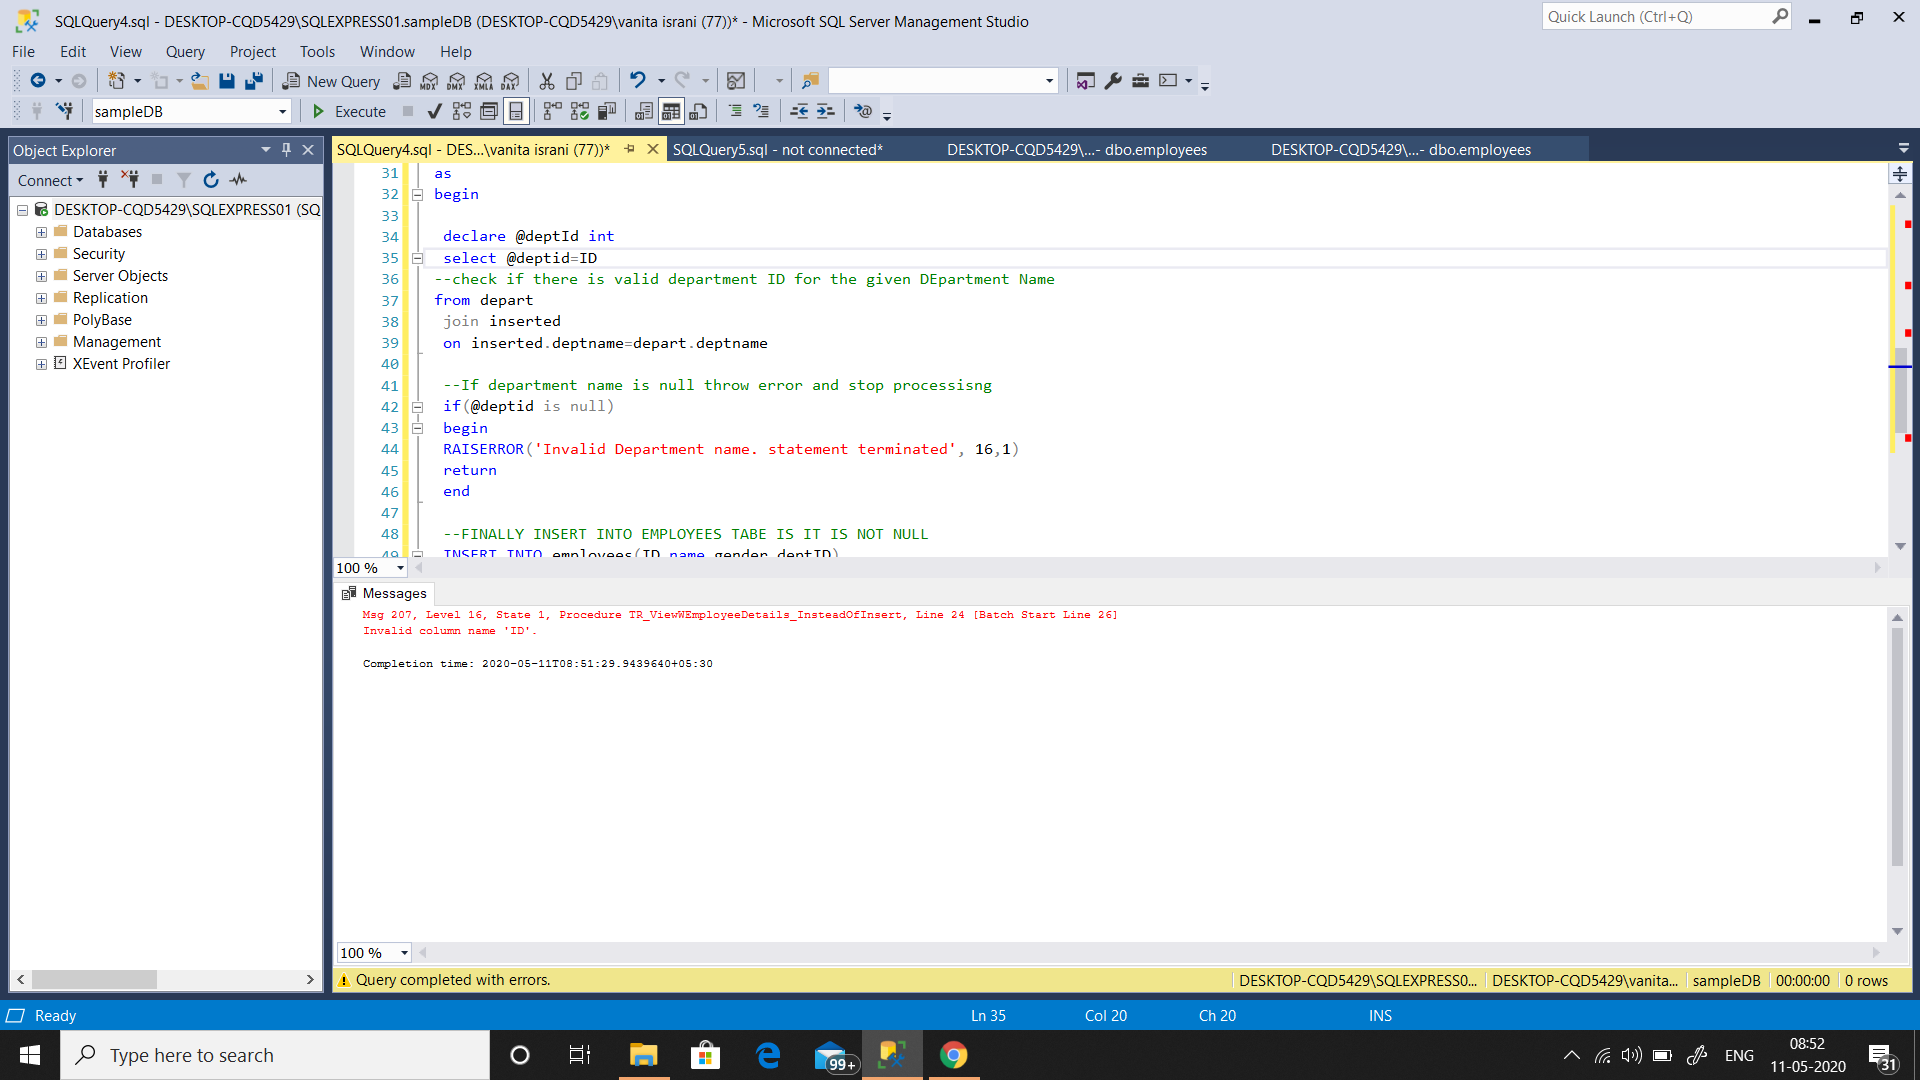 SQLQuery4.sql - DESKTOP-CQD5429\SQLEXPRESS01.sampleDB (DESKTOP-CQD5429\vanita israni (77))* - Microsoft SQL Server Management Studio
Quick Launch (Ctrl+Q)
File Edit View Query Project Tools Window Help
New Query MDX DMX XMLA DAX
sampleDB Execute
Object Explorer
Connect
DESKTOP-CQD5429\SQLEXPRESS01 (SQ
Databases
Security
Server Objects
Replication
PolyBase
Management
XEvent Profiler
SQLQuery4.sql - DES...\vanita israni (77))* SQLQuery5.sql - not connected* DESKTOP-CQD5429\...- dbo.employees DESKTOP-CQD5429\...- dbo.employees
31 as
32 begin
33
34 declare @deptId int
35 select @deptid=ID
36 --check if there is valid department ID for the given DEpartment Name
37 from depart
38 join inserted
39 on inserted.deptname=depart.deptname
40
41 --If department name is null throw error and stop processisng
42 if(@deptid is null)
43 begin
44 RAISERROR('Invalid Department name. statement terminated', 16,1)
45 return
46 end
47
48 --FINALLY INSERT INTO EMPLOYEES TABE IS IT IS NOT NULL
49 INSERT INTO employees(ID,name,gender,deptID)
100 %
Messages
Msg 207, Level 16, State 1, Procedure TR_ViewWEmployeeDetails_InsteadOfInsert, Line 24 [Batch Start Line 26]
Invalid column name 'ID'.
Completion time: 2020-05-11T08:51:29.9439640+05:30
100 %
Query completed with errors. DESKTOP-CQD5429\SQLEXPRESS0... DESKTOP-CQD5429\vanita... sampleDB 00:00:00 0 rows
Ready Ln 35 Col 20 Ch 20 INS
Type here to search
99+
ENG
08:52
11-05-2020
31